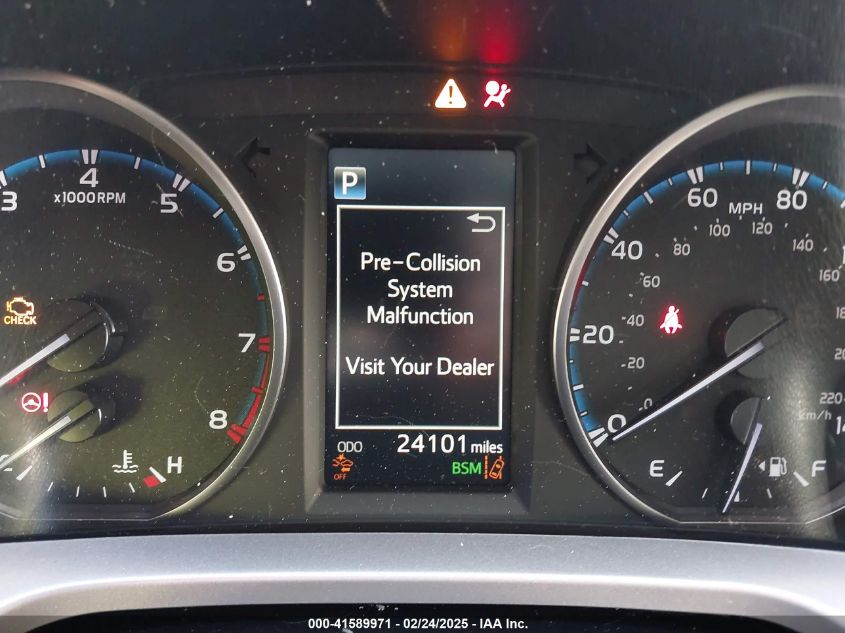 3
4
5
6
7
8
x1000RPM
CHECK
H
P
Pre-Collision
System
Malfunction
Visit Your Dealer
ODO 24101 miles
OFF
BSM
0
20
40
60
80
MPH
0
20
40
60
80
100
120
140
160
220
km/h
14
E
F
000-41589971 - 02/24/2025 - IAA Inc.